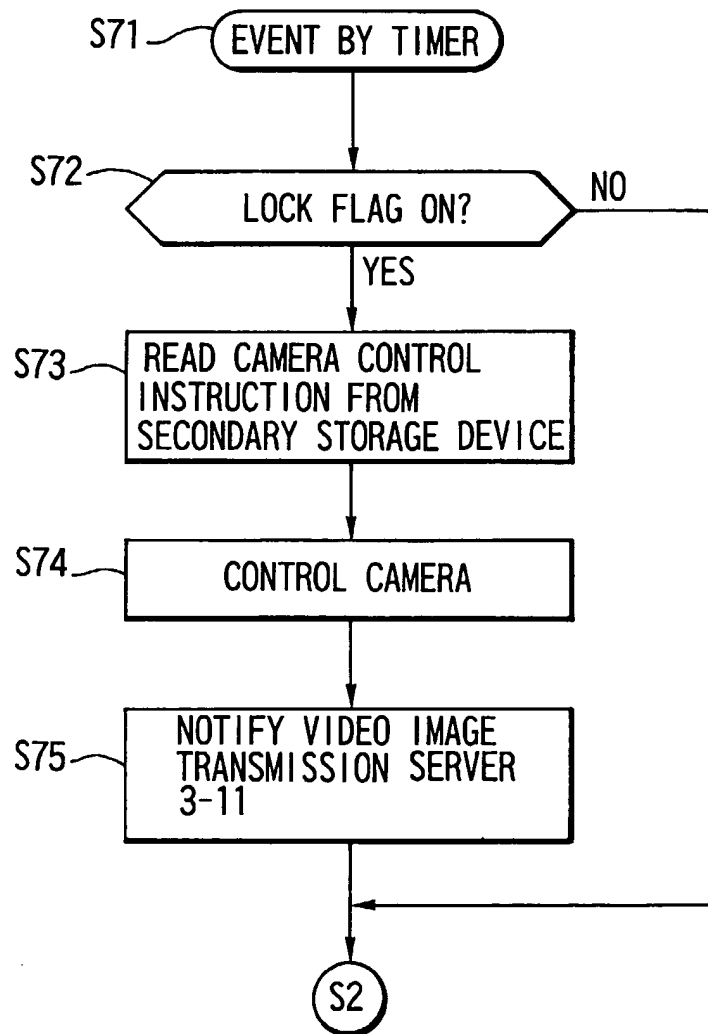 S71
EVENT BY TIMER
S72
LOCK FLAG ON?
NO
YES
S73
READ CAMERA CONTROL
INSTRUCTION FROM
SECONDARY STORAGE DEVICE
S74
CONTROL CAMERA
S75
NOTIFY VIDEO IMAGE
TRANSMISSION SERVER
3-11
S2